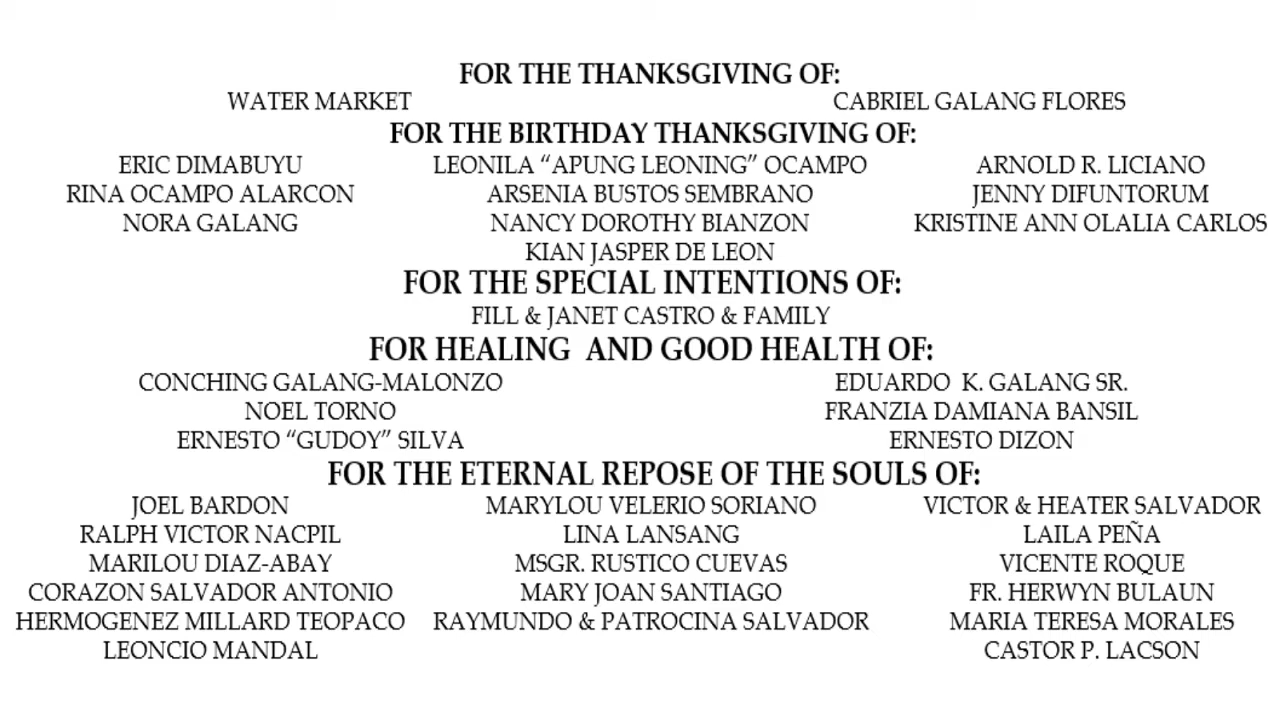 FOR THE THANKSGIVING OF:
WATER MARKET CABRIEL GALANG FLORES
FOR THE BIRTHDAY THANKSGIVING OF:
ERIC DIMABUYU LEONILA “APUNG LEONING” OCAMPO ARNOLD R. LICIANO
RINA OCAMPO ALARCON ARSENIA BUSTOS SEMBRANO JENNY DIFUNTORUM
NORA GALANG NANCY DOROTHY BIANZON KRISTINE ANN OLALIA CARLOS
KIAN JASPER DE LEON
FOR THE SPECIAL INTENTIONS OF:
FILL & JANET CASTRO & FAMILY
FOR HEALING AND GOOD HEALTH OF:
CONCHING GALANG-MALONZO EDUARDO K. GALANG SR.
NOEL TORNO FRANZIA DAMIANA BANSIL
ERNESTO “GUDOY” SILVA ERNESTO DIZON
FOR THE ETERNAL REPOSE OF THE SOULS OF:
JOEL BARDON MARYLOU VELERIO SORIANO VICTOR & HEATER SALVADOR
RALPH VICTOR NACPIL LINA LANSANG LAILA PEÑA
MARILOU DIAZ-ABAY MSGR. RUSTICO CUEVAS VICENTE ROQUE
CORAZON SALVADOR ANTONIO MARY JOAN SANTIAGO FR. HERWYN BULAUN
HERMOGENEZ MILLARD TEOPACO RAYMUNDO & PATROCINA SALVADOR MARIA TERESA MORALES
LEONCIO MANDAL CASTOR P. LACSON